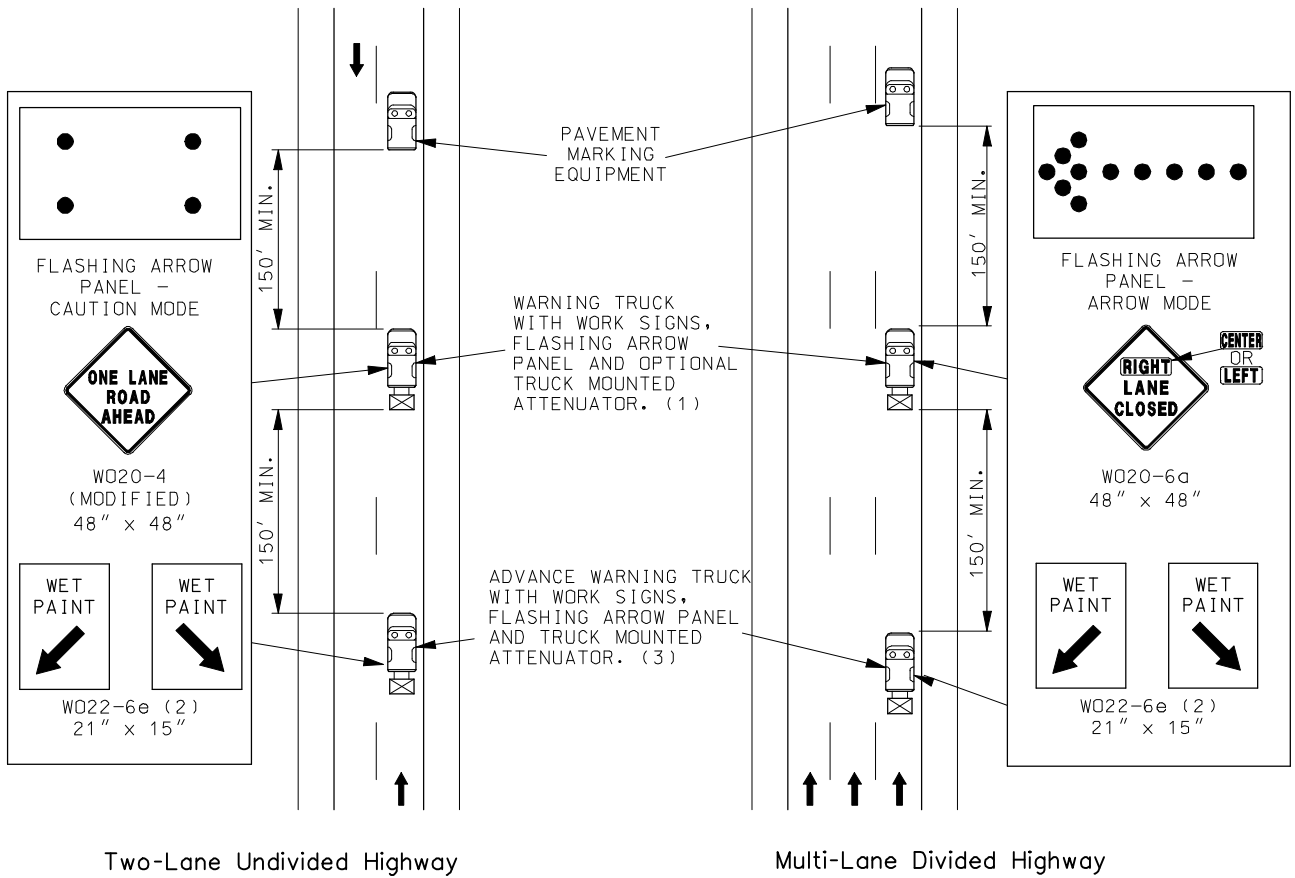 FLASHING ARROW
PANEL -
CAUTION MODE
ONE LANE
ROAD
AHEAD
WO20-4
(MODIFIED)
48" x 48"
WET
PAINT
WET
PAINT
WO22-6e (2)
21" x 15"
150' MIN.
150' MIN.
PAVEMENT
MARKING
EQUIPMENT
WARNING TRUCK
WITH WORK SIGNS,
FLASHING ARROW
PANEL AND OPTIONAL
TRUCK MOUNTED
ATTENUATOR. (1)
ADVANCE WARNING TRUCK
WITH WORK SIGNS,
FLASHING ARROW PANEL
AND TRUCK MOUNTED
ATTENUATOR. (3)
150' MIN.
150' MIN.
FLASHING ARROW
PANEL -
ARROW MODE
RIGHT
LANE
CLOSED
CENTER
OR
LEFT
WO20-6a
48" x 48"
WET
PAINT
WET
PAINT
WO22-6e (2)
21" x 15"
Two-Lane Undivided Highway
Multi-Lane Divided Highway